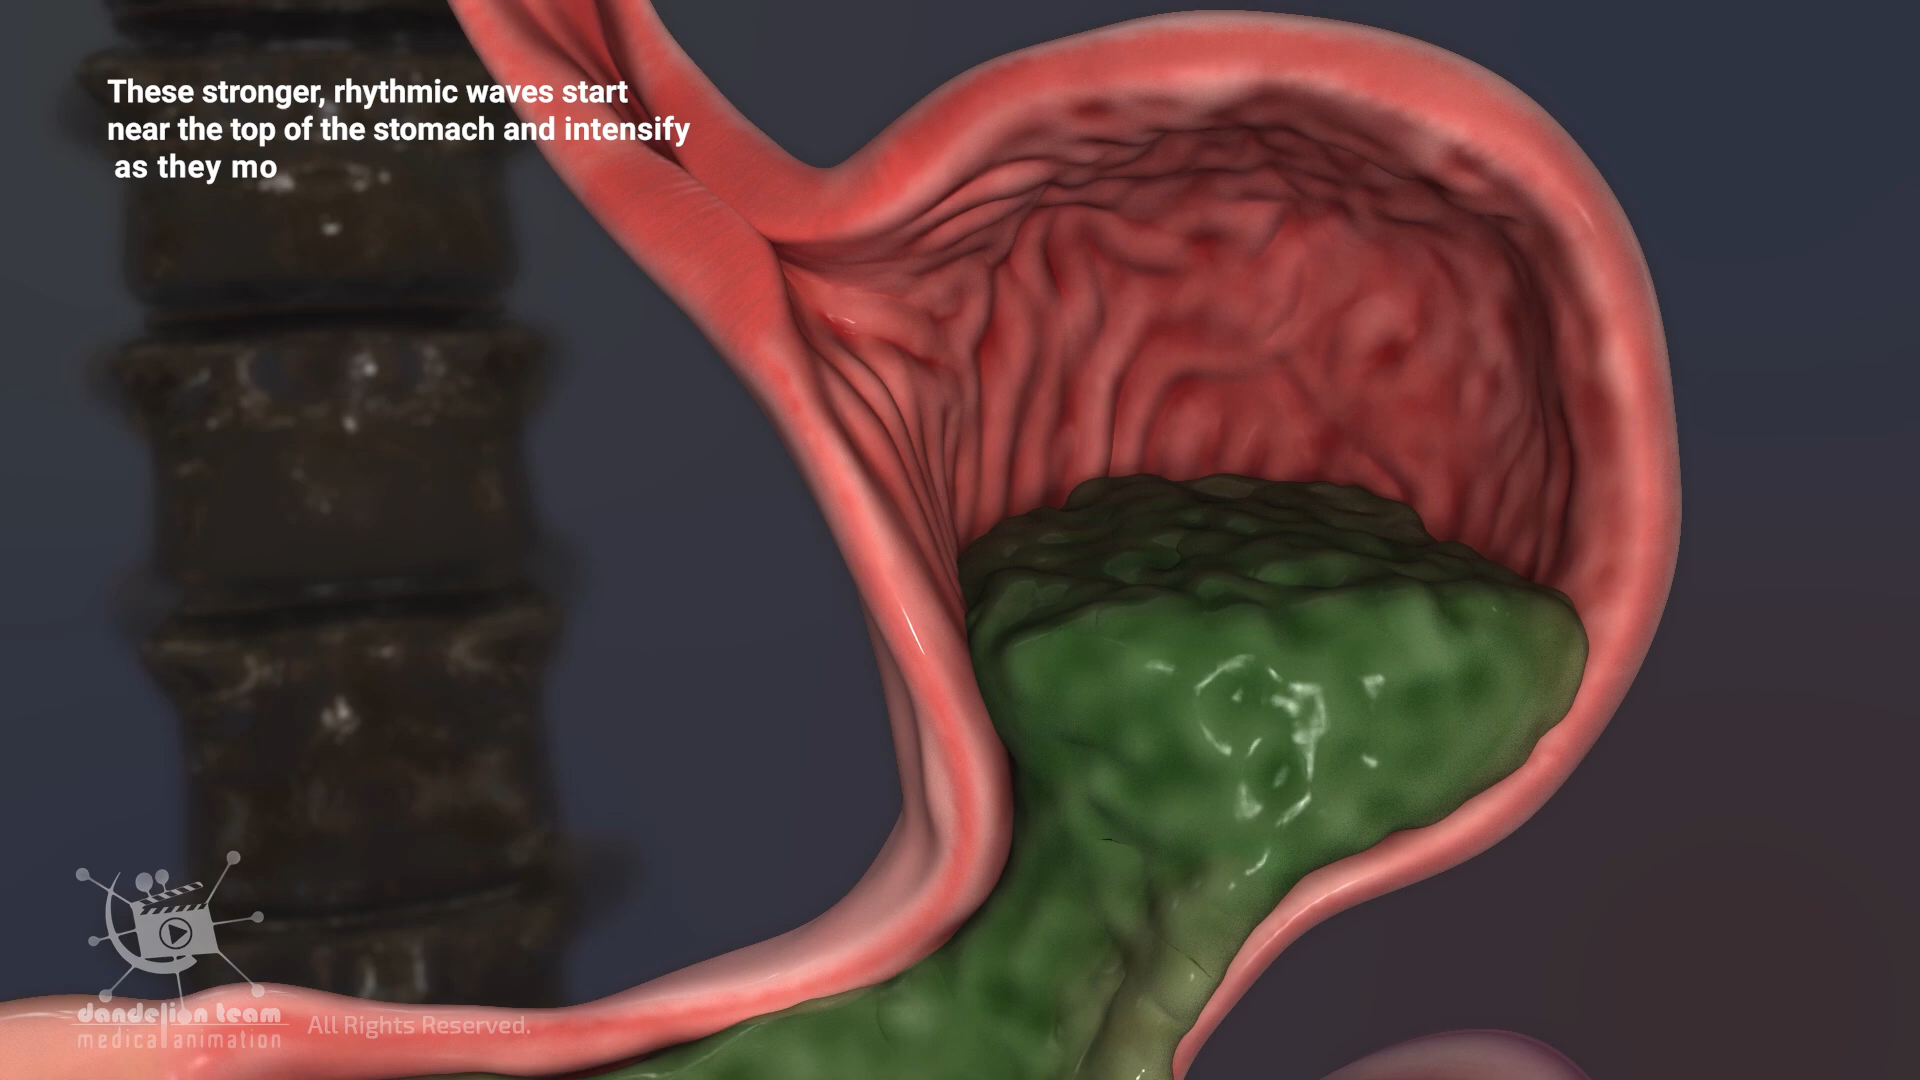 These stronger, rhythmic waves start
near the top of the stomach and intensify
as they mo
dandelion team
medical animation
All Rights Reserved.